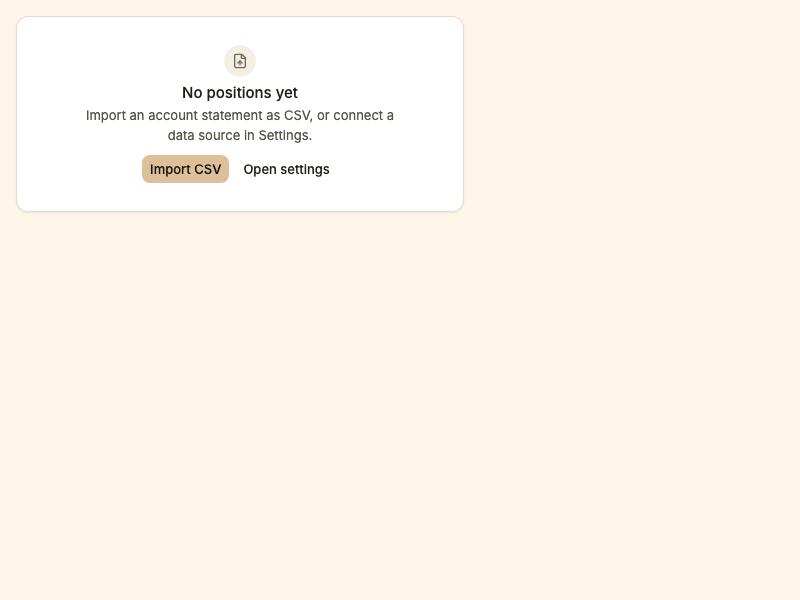 No positions yet
Import an account statement as CSV, or connect a
data source in Settings.
Import CSV
Open settings